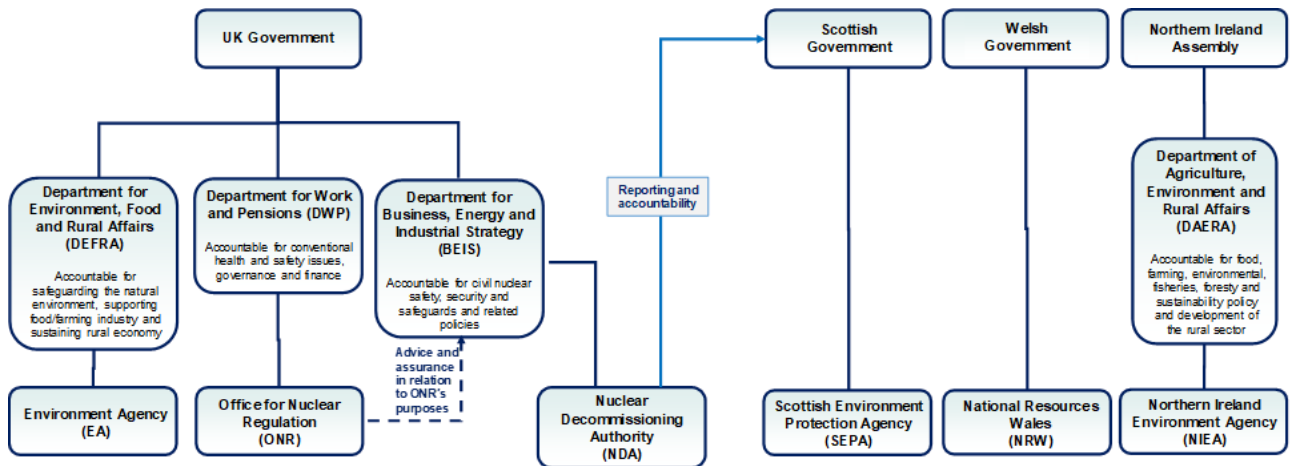 UK Government
Scottish
Government
Welsh
Government
Northern Ireland
Assembly
Department for
Environment, Food
and Rural Affairs
(DEFRA)
Accountable for
safeguarding the natural
environment, supporting
food/farming industry and
sustaining rural economy
Department for Work
and Pensions (DWP)
Accountable for conventional
health and safety issues,
governance and finance
Department for
Business, Energy and
Industrial Strategy
(BEIS)
Accountable for civil nuclear
safety, security and
safeguards and related
policies
Reporting and
accountability
Department of
Agriculture,
Environment and
Rural Affairs
(DAERA)
Accountable for food,
farming, environmental,
fisheries, foresty and
sustainability policy
and development of
the rural sector
Advice and
assurance
in relation
to ONR's
purposes
Environment Agency
(EA)
Office for Nuclear
Regulation
(ONR)
Nuclear
Decommissioning
Authority
(NDA)
Scottish Environment
Protection Agency
(SEPA)
National Resources
Wales
(NRW)
Northern Ireland
Environment Agency
(NIEA)